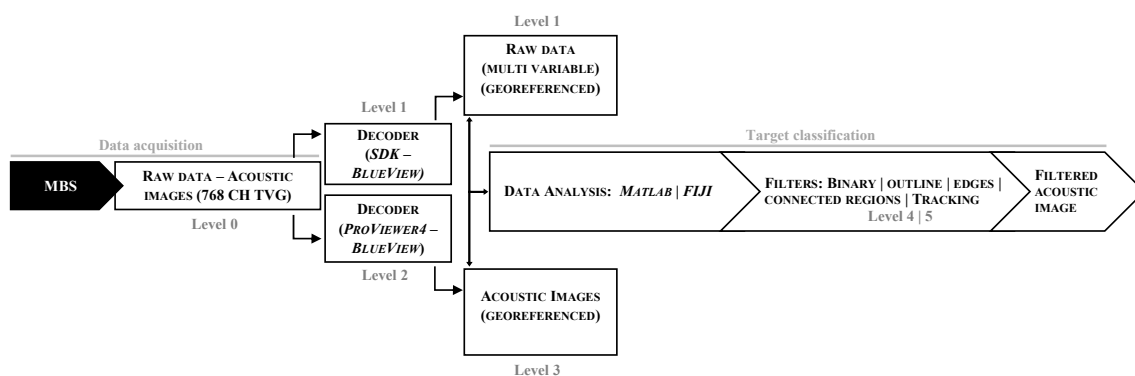 Level 1
RAW DATA
(MULTI VARIABLE)
(GEOREFERENCED)
Data acquisition
MBS
RAW DATA – ACOUSTIC
IMAGES (768 CH TVG)
Level 0
Level 1
DECODER
(SDK –
BLUEVIEW)
DECODER
(PROVIEWER4 –
BLUEVIEW)
Level 2
Target classification
DATA ANALYSIS: MATLAB | FIJI
FILTERS: BINARY | OUTLINE | EDGES |
CONNECTED REGIONS | TRACKING
Level 4 | 5
FILTERED
ACOUSTIC
IMAGE
ACOUSTIC IMAGES
(GEOREFERENCED)
Level 3